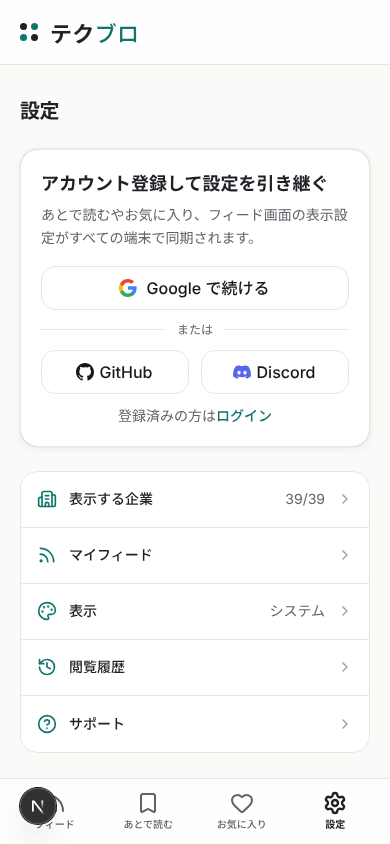 テクブロ
設定
アカウント登録して設定を引き継ぐ
あとで読むやお気に入り、フィード画面の表示設
定がすべての端末で同期されます。
Google で続ける
または
GitHub
Discord
登録済みの方はログイン
表示する企業 39/39
マイフィード
表示 システム
閲覧履歴
サポート
N
フィード あとで読む お気に入り 設定